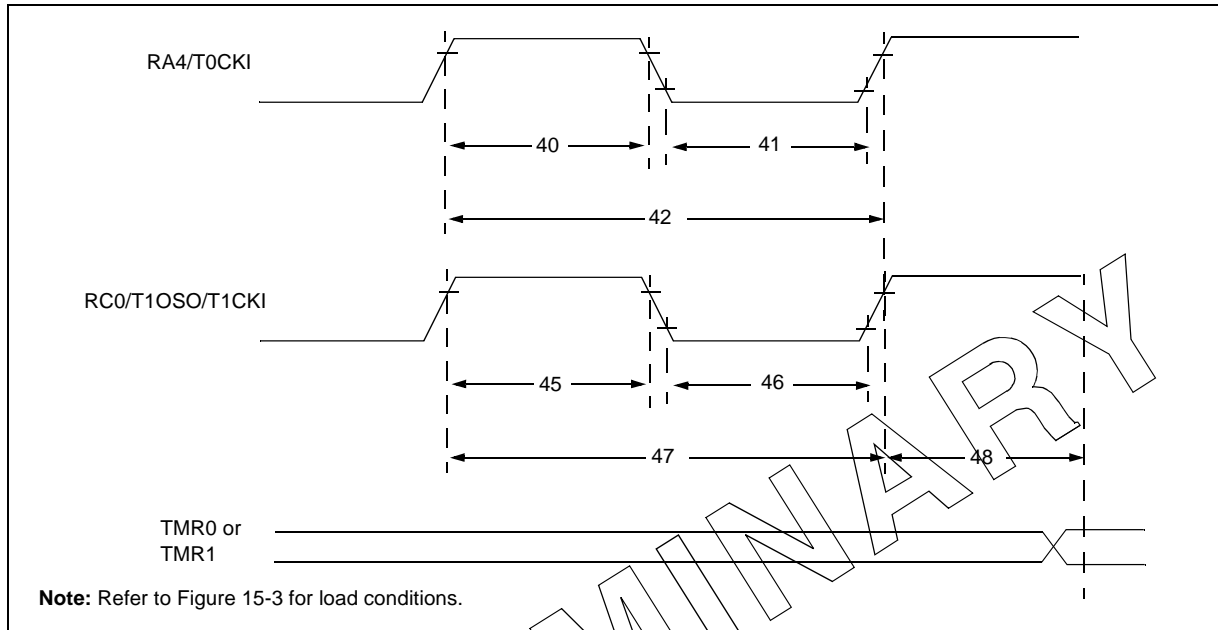 RA4/T0CKI
40
41
42
RC0/T1OSO/T1CKI
45
46
47
48
TMR0 or
TMR1
Note: Refer to Figure 15-3 for load conditions.
MINARY